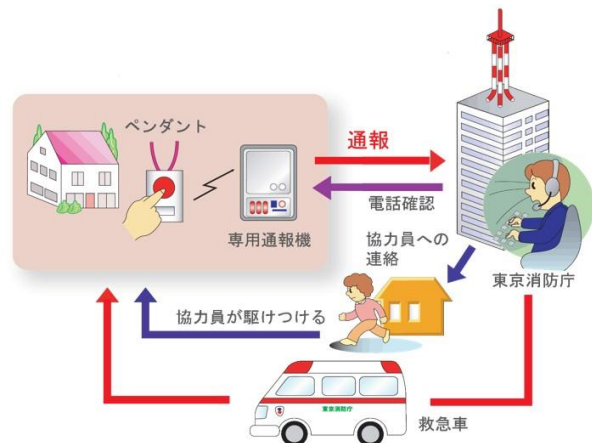 ペンダント
通報
電話確認
専用通報機
協力員への
連絡
東京消防庁
協力員が駆けつける
東京消防庁
救急車